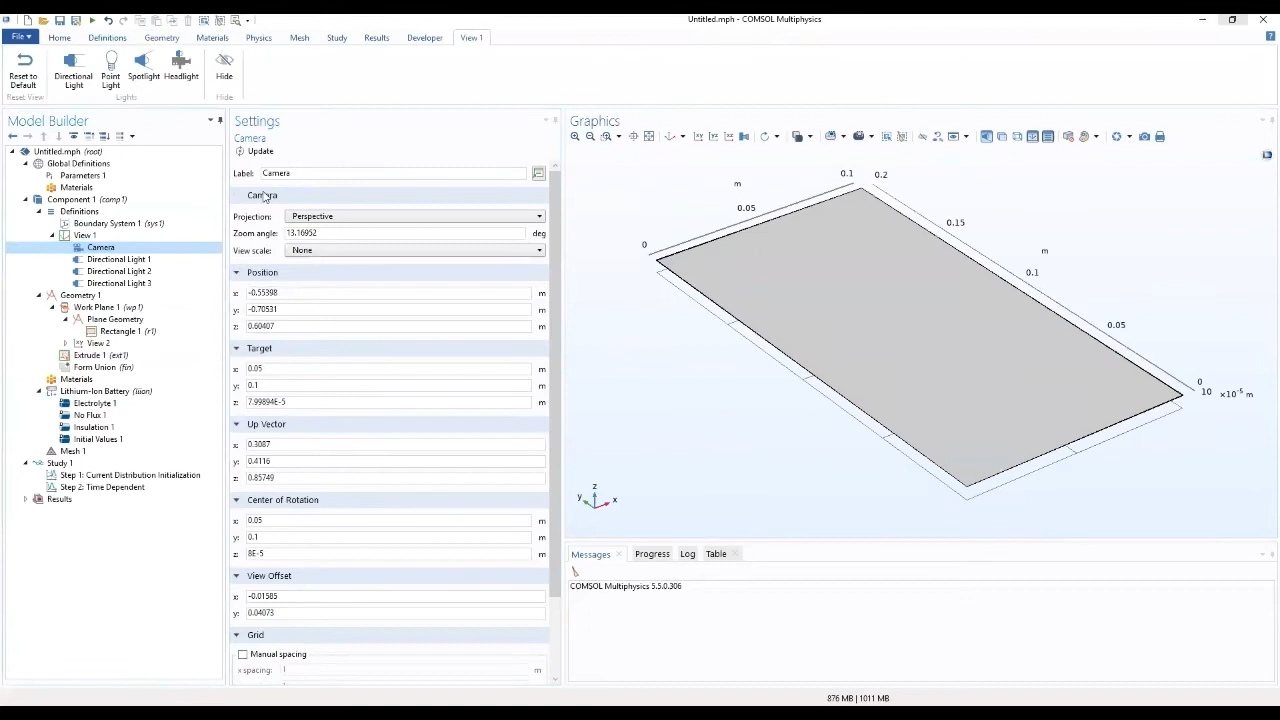 Untitled.mph - COMSOL Multiphysics
File Home Definitions Geometry Materials Physics Mesh Study Results Developer View 1
Reset to Default
Directional Light
Point Light
Spotlight
Headlight
Hide
Reset View Lights Hide
Model Builder
Untitled.mph (root)
Global Definitions
Parameters 1
Materials
Component 1 (comp1)
Definitions
Boundary System 1 (sys1)
View 1
Camera
Directional Light 1
Directional Light 2
Directional Light 3
Geometry 1
Work Plane 1 (wp1)
Plane Geometry
Rectangle 1 (r1)
View 2
Extrude 1 (ext1)
Form Union (fin)
Materials
Lithium-Ion Battery (liion)
Electrolyte 1
No Flux 1
Insulation 1
Initial Values 1
Mesh 1
Study 1
Step 1: Current Distribution Initialization
Step 2: Time Dependent
Results
Settings
Camera
Update
Label: Camera
Camera
Projection: Perspective
Zoom angle: 13.16952 deg
View scale: None
Position
x: -0.55398 m
y: -0.70531 m
z: 0.60407 m
Target
x: 0.05 m
y: 0.1 m
z: 7.99894E-5 m
Up Vector
x: 0.3087
y: 0.4116
z: 0.85749
Center of Rotation
x: 0.05 m
y: 0.1 m
z: 8E-5 m
View Offset
x: -0.01585
y: 0.04073
Grid
Manual spacing
x spacing: 1 m
Graphics
0.1 0.2
m
0.05
0.15
0
m
0.1
0.05
0
10 ×10-5 m
z
y x
Messages Progress Log Table
COMSOL Multiphysics 5.5.0.306
876 MB | 1011 MB